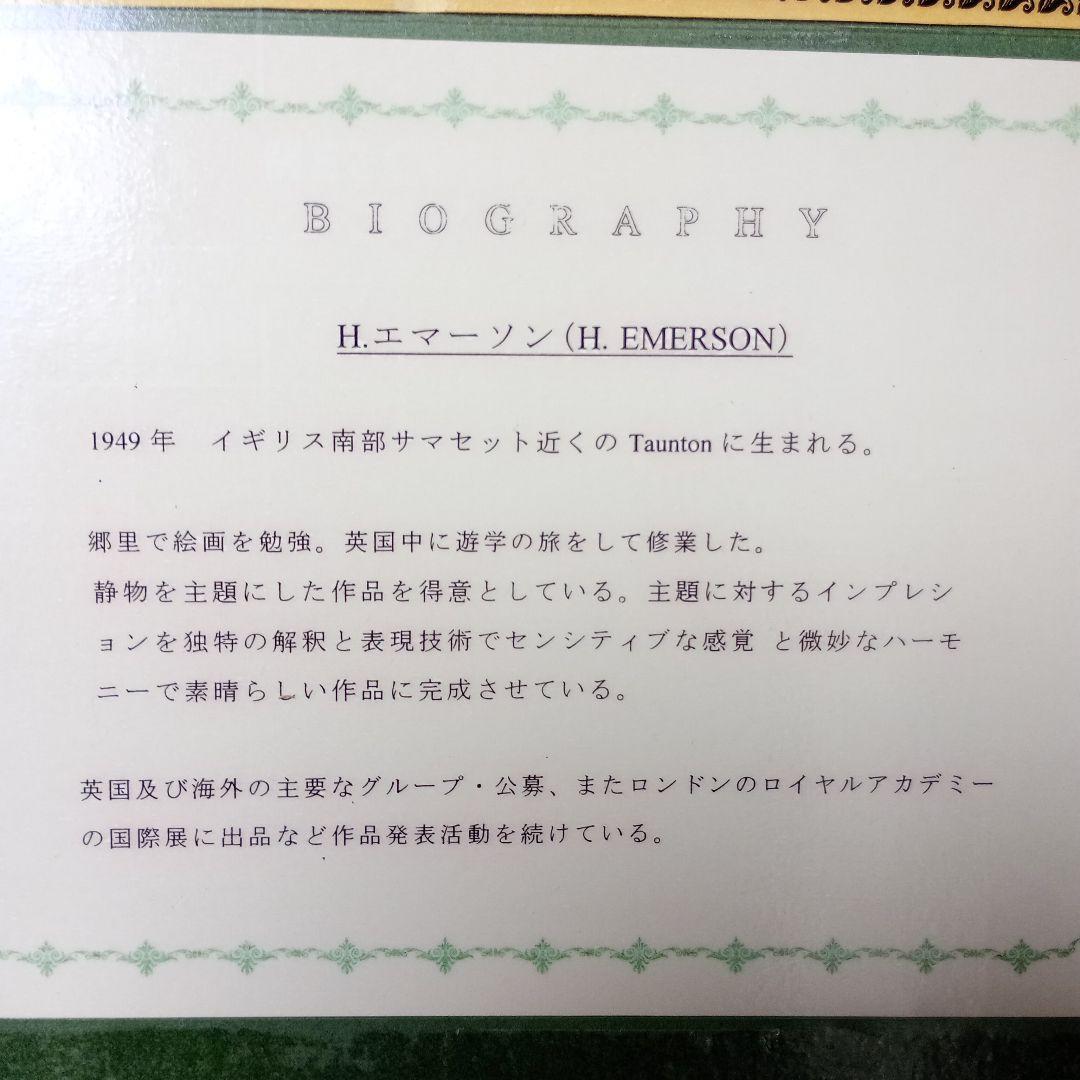 BIOGRAPHY
H.エマーソン(H. EMERSON)
1949 年　イギリス南部サマセット近くの Taunton に生まれる。
郷里で絵画を勉強。英国中に遊学の旅をして修業した。
静物を主題にした作品を得意としている。主題に対するインプレシ
ョンを独特の解釈と表現技術でセンシティブな感覚 と微妙なハーモ
ニーで素晴らしい作品に完成させている。
英国及び海外の主要なグループ・公募、またロンドンのロイヤルアカデミー
の国際展に出品など作品発表活動を続けている。